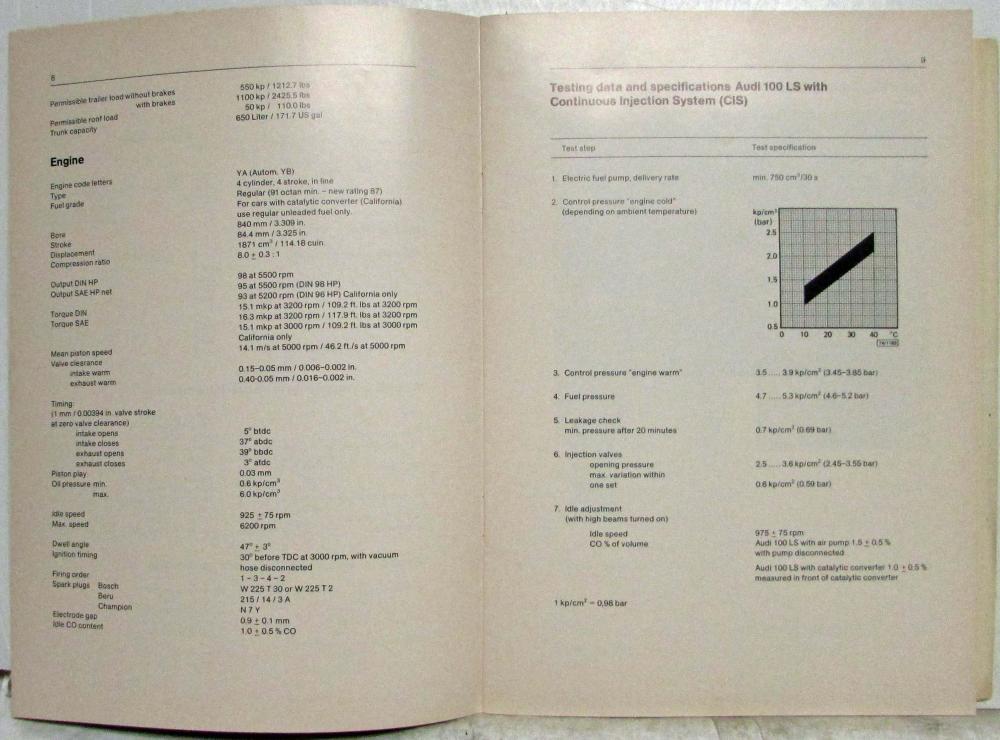 8
Permissible trailer load without brakes 550 kp / 1212.7 lbs
with brakes 1100 kp / 2425.5 lbs
Permissible roof load 50 kp / 110.0 lbs
Trunk capacity 650 Liter / 171.7 US gal
Engine
Engine code letters YA (Autom. YB)
Type 4 cylinder, 4 stroke, in line
Fuel grade Regular (91 octan min. – new rating 87)
For cars with catalytic converter (California)
use regular unleaded fuel only.
Bore 840 mm / 3.309 in.
Stroke 84.4 mm / 3.325 in.
Displacement 1871 cm³ / 114.18 cuin.
Compression ratio 8.0 ± 0.3 : 1
Output DIN HP 98 at 5500 rpm
Output SAE HP net 95 at 5500 rpm (DIN 98 HP)
93 at 5200 rpm (DIN 96 HP) California only
Torque DIN 15.1 mkp at 3200 rpm / 109.2 ft. lbs at 3200 rpm
Torque SAE 16.3 mkp at 3200 rpm / 117.9 ft. lbs at 3200 rpm
15.1 mkp at 3000 rpm / 109.2 ft. lbs at 3000 rpm
California only
Mean piston speed 14.1 m/s at 5000 rpm / 46.2 ft./s at 5000 rpm
Valve clearance
intake warm 0.15–0.05 mm / 0.006–0.002 in.
exhaust warm 0.40-0.05 mm / 0.016–0.002 in.
Timing:
(1 mm / 0.00394 in. valve stroke
at zero valve clearance)
intake opens 5° btdc
intake closes 37° abdc
exhaust opens 39° bbdc
exhaust closes 3° atdc
Piston play 0.03 mm
Oil pressure min. 0.6 kp/cm²
max. 6.0 kp/cm²
Idle speed 925 ± 75 rpm
Max. speed 6200 rpm
Dwell angle 47° ± 3°
Ignition timing 30° before TDC at 3000 rpm, with vacuum
hose disconnected
Firing order 1 – 3 – 4 – 2
Spark plugs Bosch W 225 T 30 or W 225 T 2
Beru 215 / 14 / 3 A
Champion N 7 Y
Electrode gap 0.9 ± 0.1 mm
Idle CO content 1.0 ± 0.5 % CO
9
Testing data and specifications Audi 100 LS with
Continuous Injection System (CIS)
Test step Test specification
1. Electric fuel pump, delivery rate min. 750 cm³/30 s
2. Control pressure "engine cold"
(depending on ambient temperature)
kp/cm²
(bar)
2.5
2.0
1.5
1.0
0.5
0 10 20 30 40 °C
3. Control pressure "engine warm" 3.5 ..... 3.9 kp/cm² (3.45–3.85 bar)
4. Fuel pressure 4.7 ..... 5.3 kp/cm² (4.6–5.2 bar)
5. Leakage check
min. pressure after 20 minutes 0.7 kp/cm² (0.69 bar)
6. Injection valves
opening pressure 2.5 ..... 3.6 kp/cm² (2.45–3.55 bar)
max. variation within
one set 0.6 kp/cm² (0.59 bar)
7. Idle adjustment
(with high beams turned on)
Idle speed 975 ± 75 rpm
CO % of volume Audi 100 LS with air pump 1.5 ± 0.5 %
with pump disconnected
Audi 100 LS with catalytic converter 1.0 ± 0.5 %
measured in front of catalytic converter
1 kp/cm² = 0,98 bar